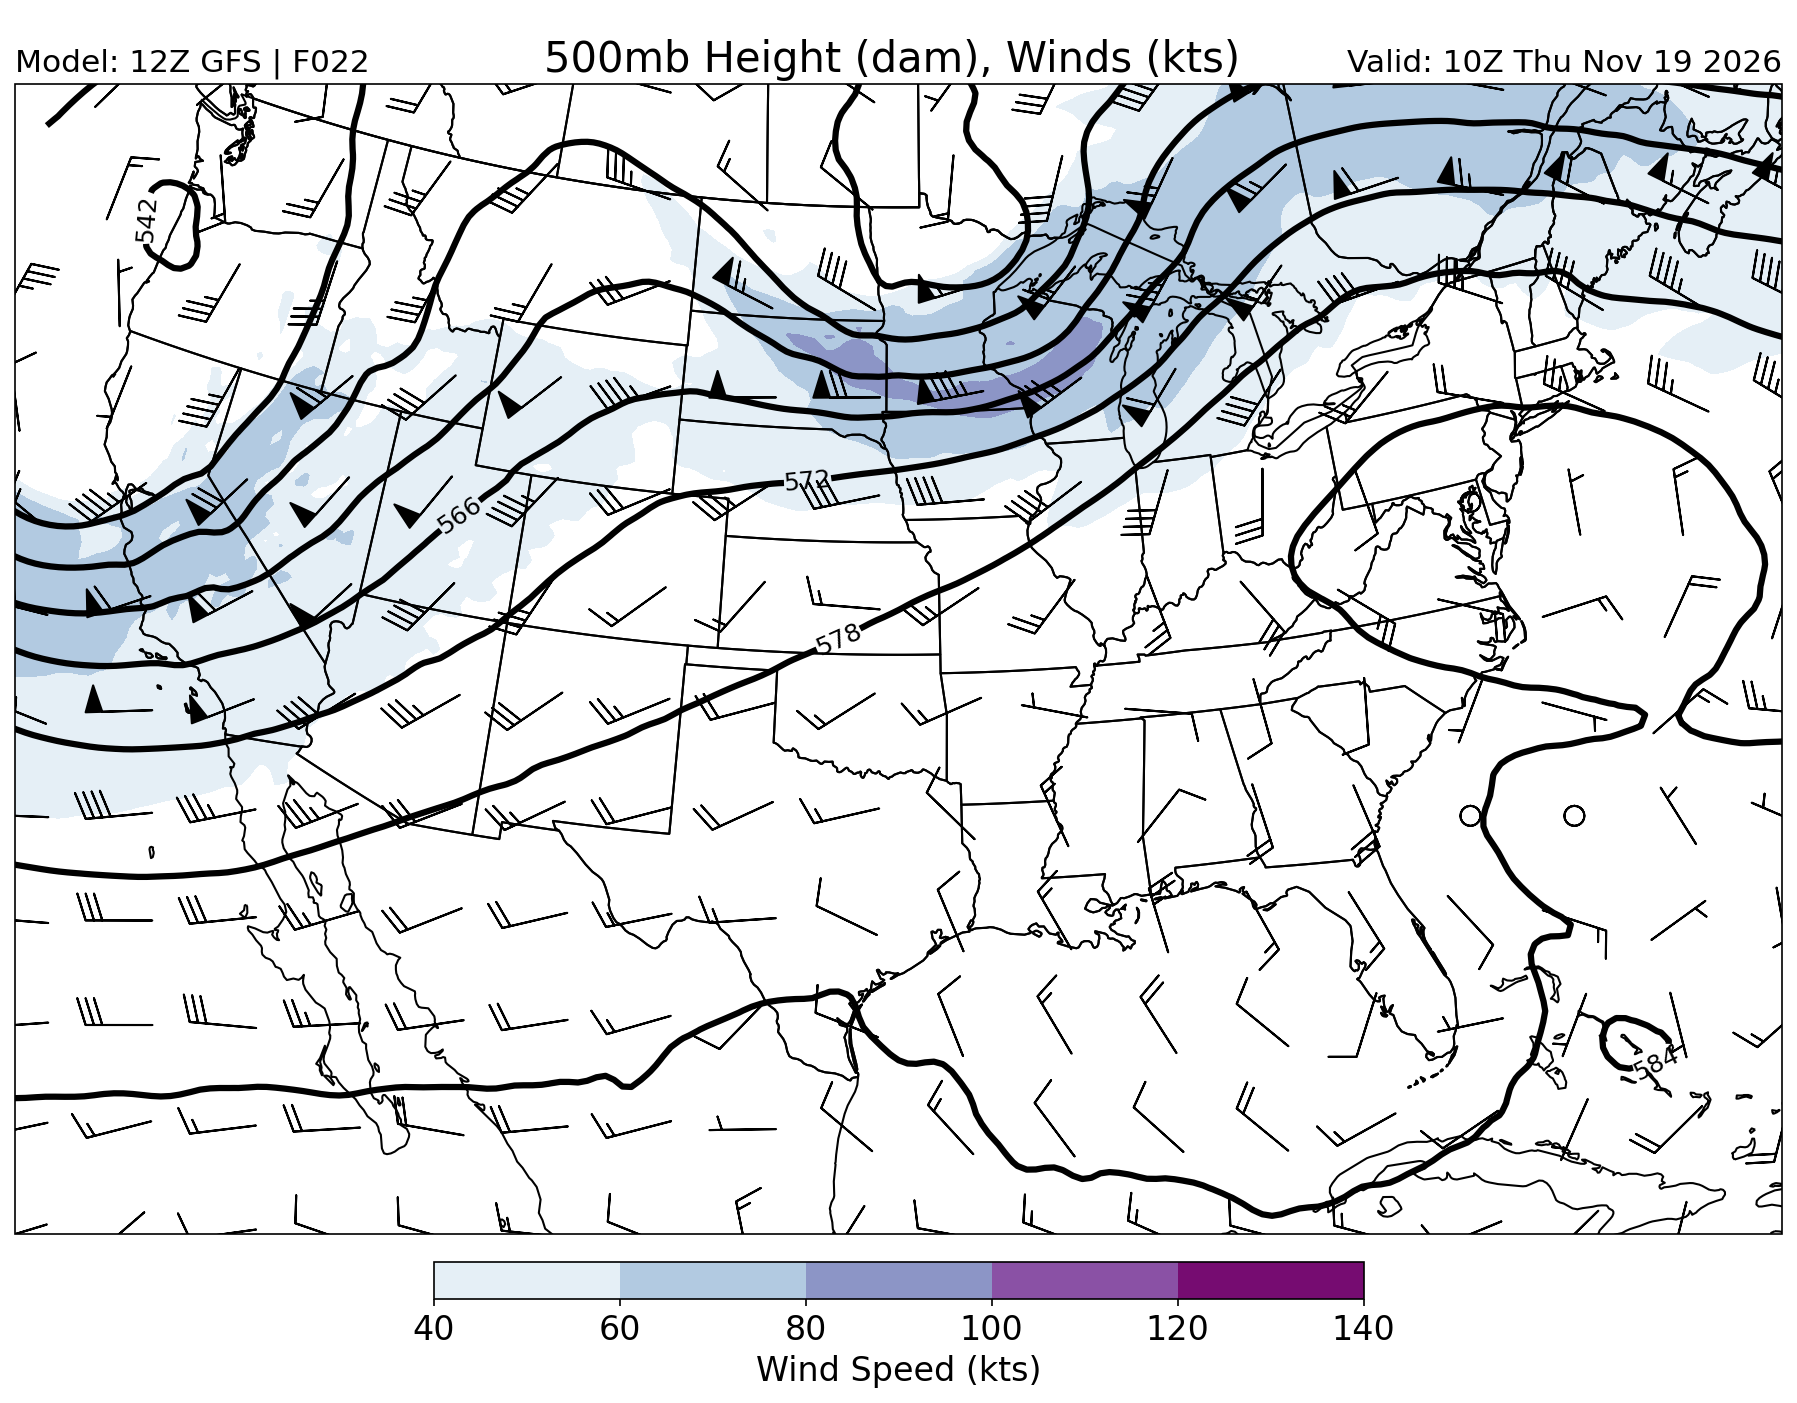 Model: 12Z GFS | F022
500mb Height (dam), Winds (kts)
Valid: 10Z Thu Nov 19 2026
542
572
566
578
584
40 60 80 100 120 140
Wind Speed (kts)